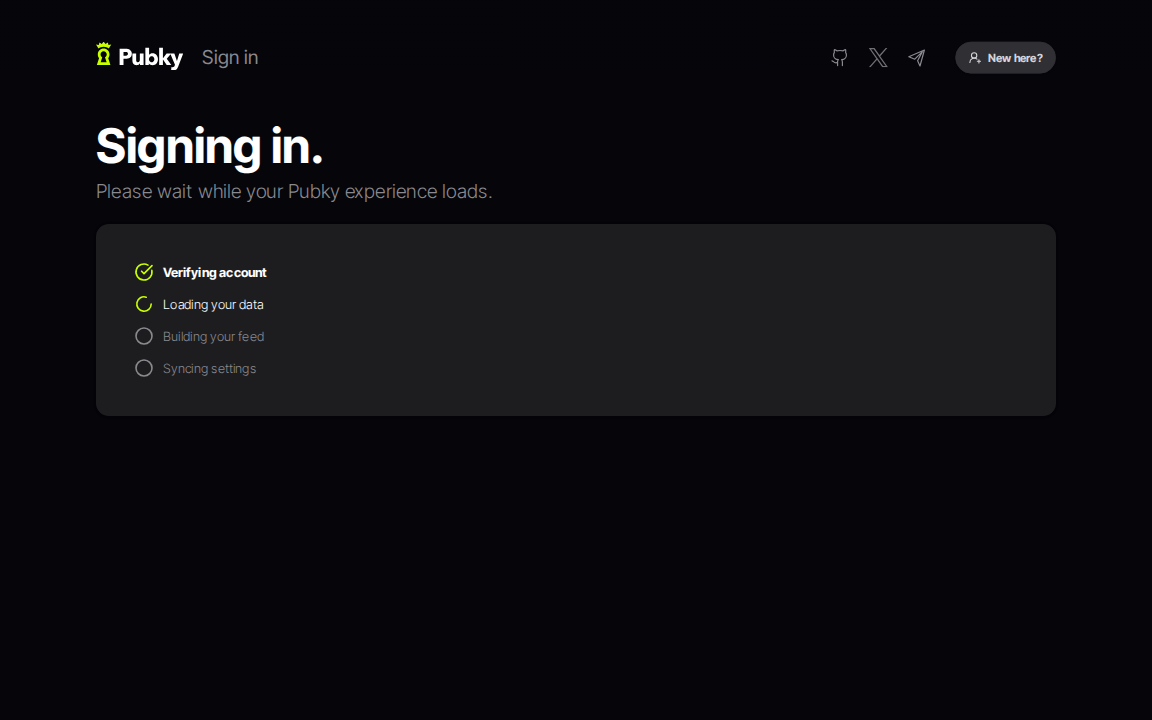 Pubky Sign in
New here?
Signing in.
Please wait while your Pubky experience loads.
Verifying account
Loading your data
Building your feed
Syncing settings